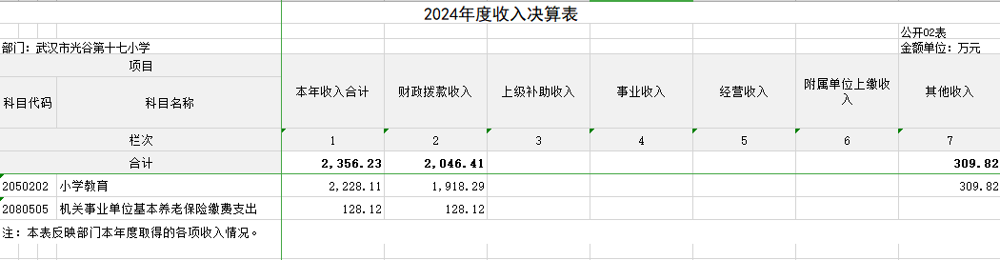 2024年度收入决算表
公开02表
部门：武汉市光谷第十七小学 金额单位：万元
项目 本年收入合计 财政拨款收入 上级补助收入 事业收入 经营收入 附属单位上缴收入 其他收入
科目代码 科目名称
栏次 1 2 3 4 5 6 7
合计 2,356.23 2,046.41 309.82
2050202 小学教育 2,228.11 1,918.29 309.82
2080505 机关事业单位基本养老保险缴费支出 128.12 128.12
注：本表反映部门本年度取得的各项收入情况。